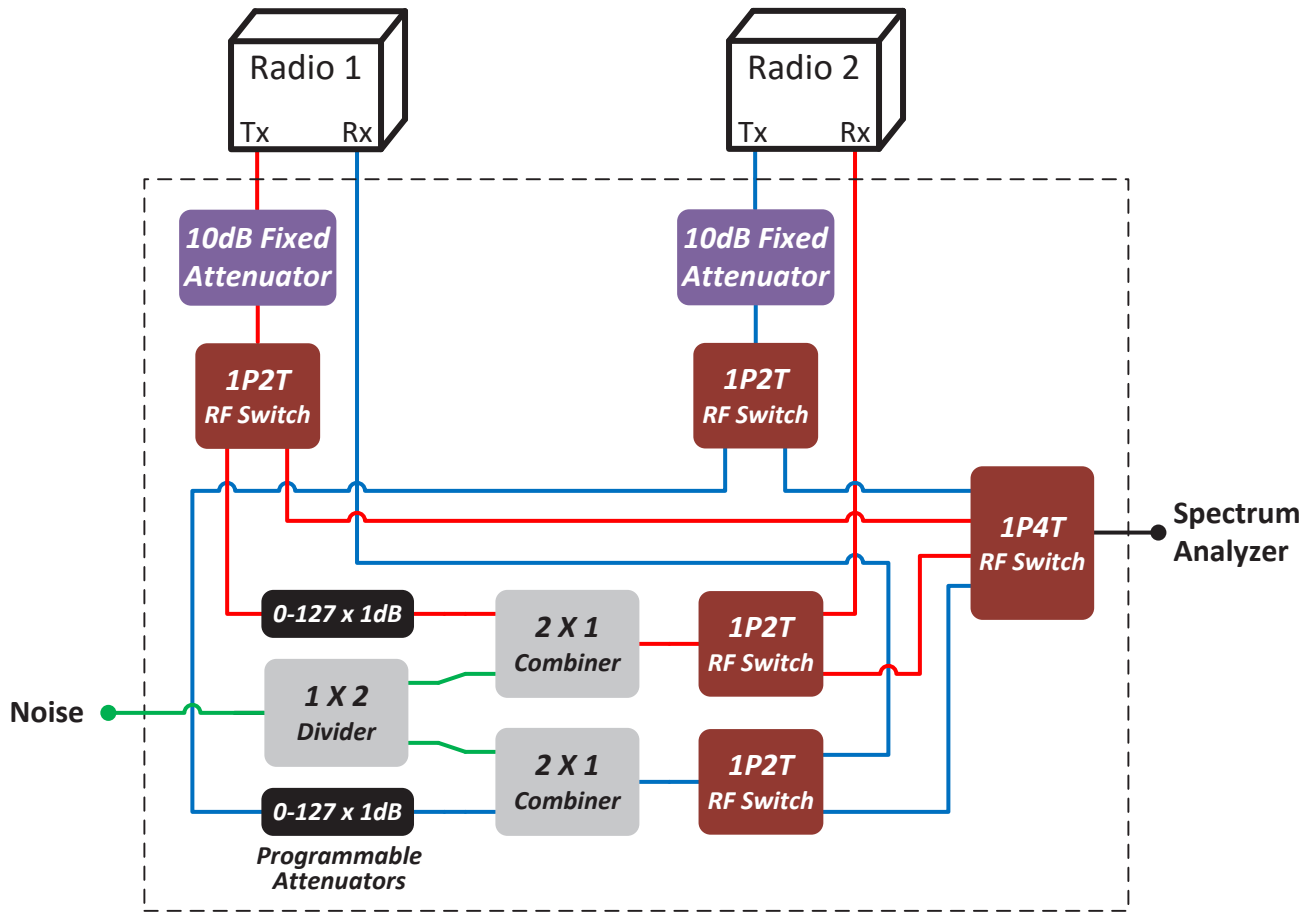 Radio 1
Tx Rx
Radio 2
Tx Rx
10dB Fixed
Attenuator
10dB Fixed
Attenuator
1P2T
RF Switch
1P2T
RF Switch
1P4T
RF Switch
Spectrum
Analyzer
0-127 x 1dB
2 X 1
Combiner
1P2T
RF Switch
Noise
1 X 2
Divider
2 X 1
Combiner
1P2T
RF Switch
0-127 x 1dB
Programmable
Attenuators